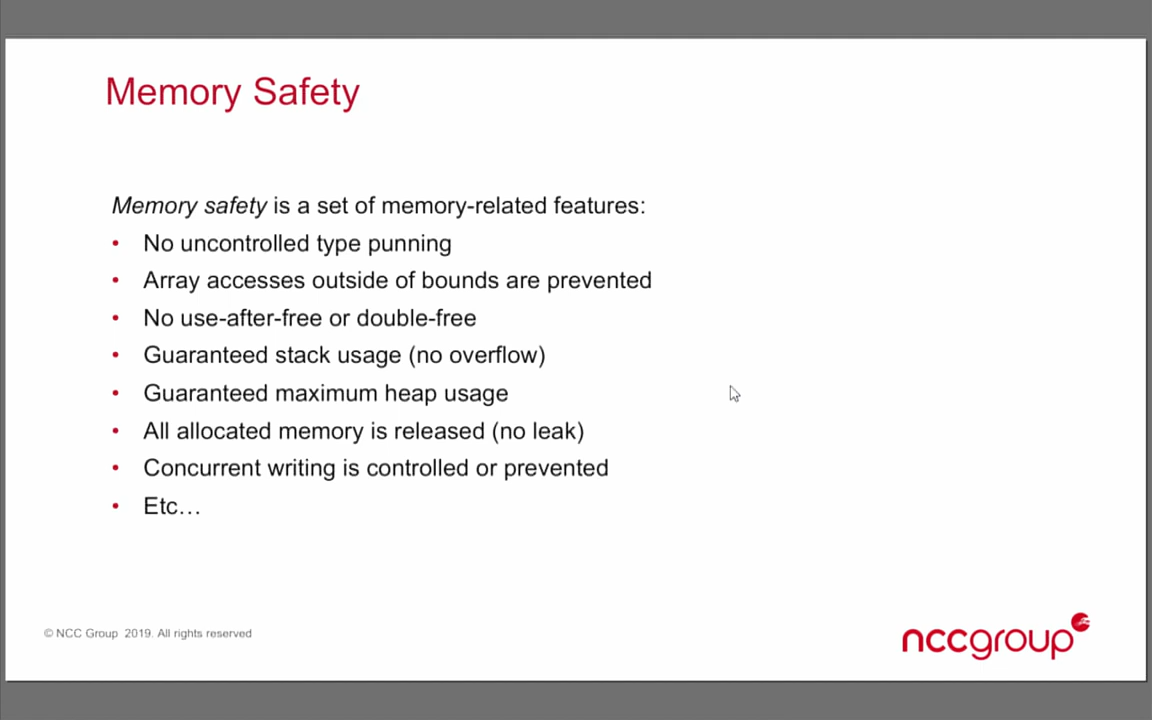 Memory Safety
Memory safety is a set of memory-related features:
• No uncontrolled type punning
• Array accesses outside of bounds are prevented
• No use-after-free or double-free
• Guaranteed stack usage (no overflow)
• Guaranteed maximum heap usage
• All allocated memory is released (no leak)
• Concurrent writing is controlled or prevented
• Etc…
© NCC Group 2019. All rights reserved
nccgroup